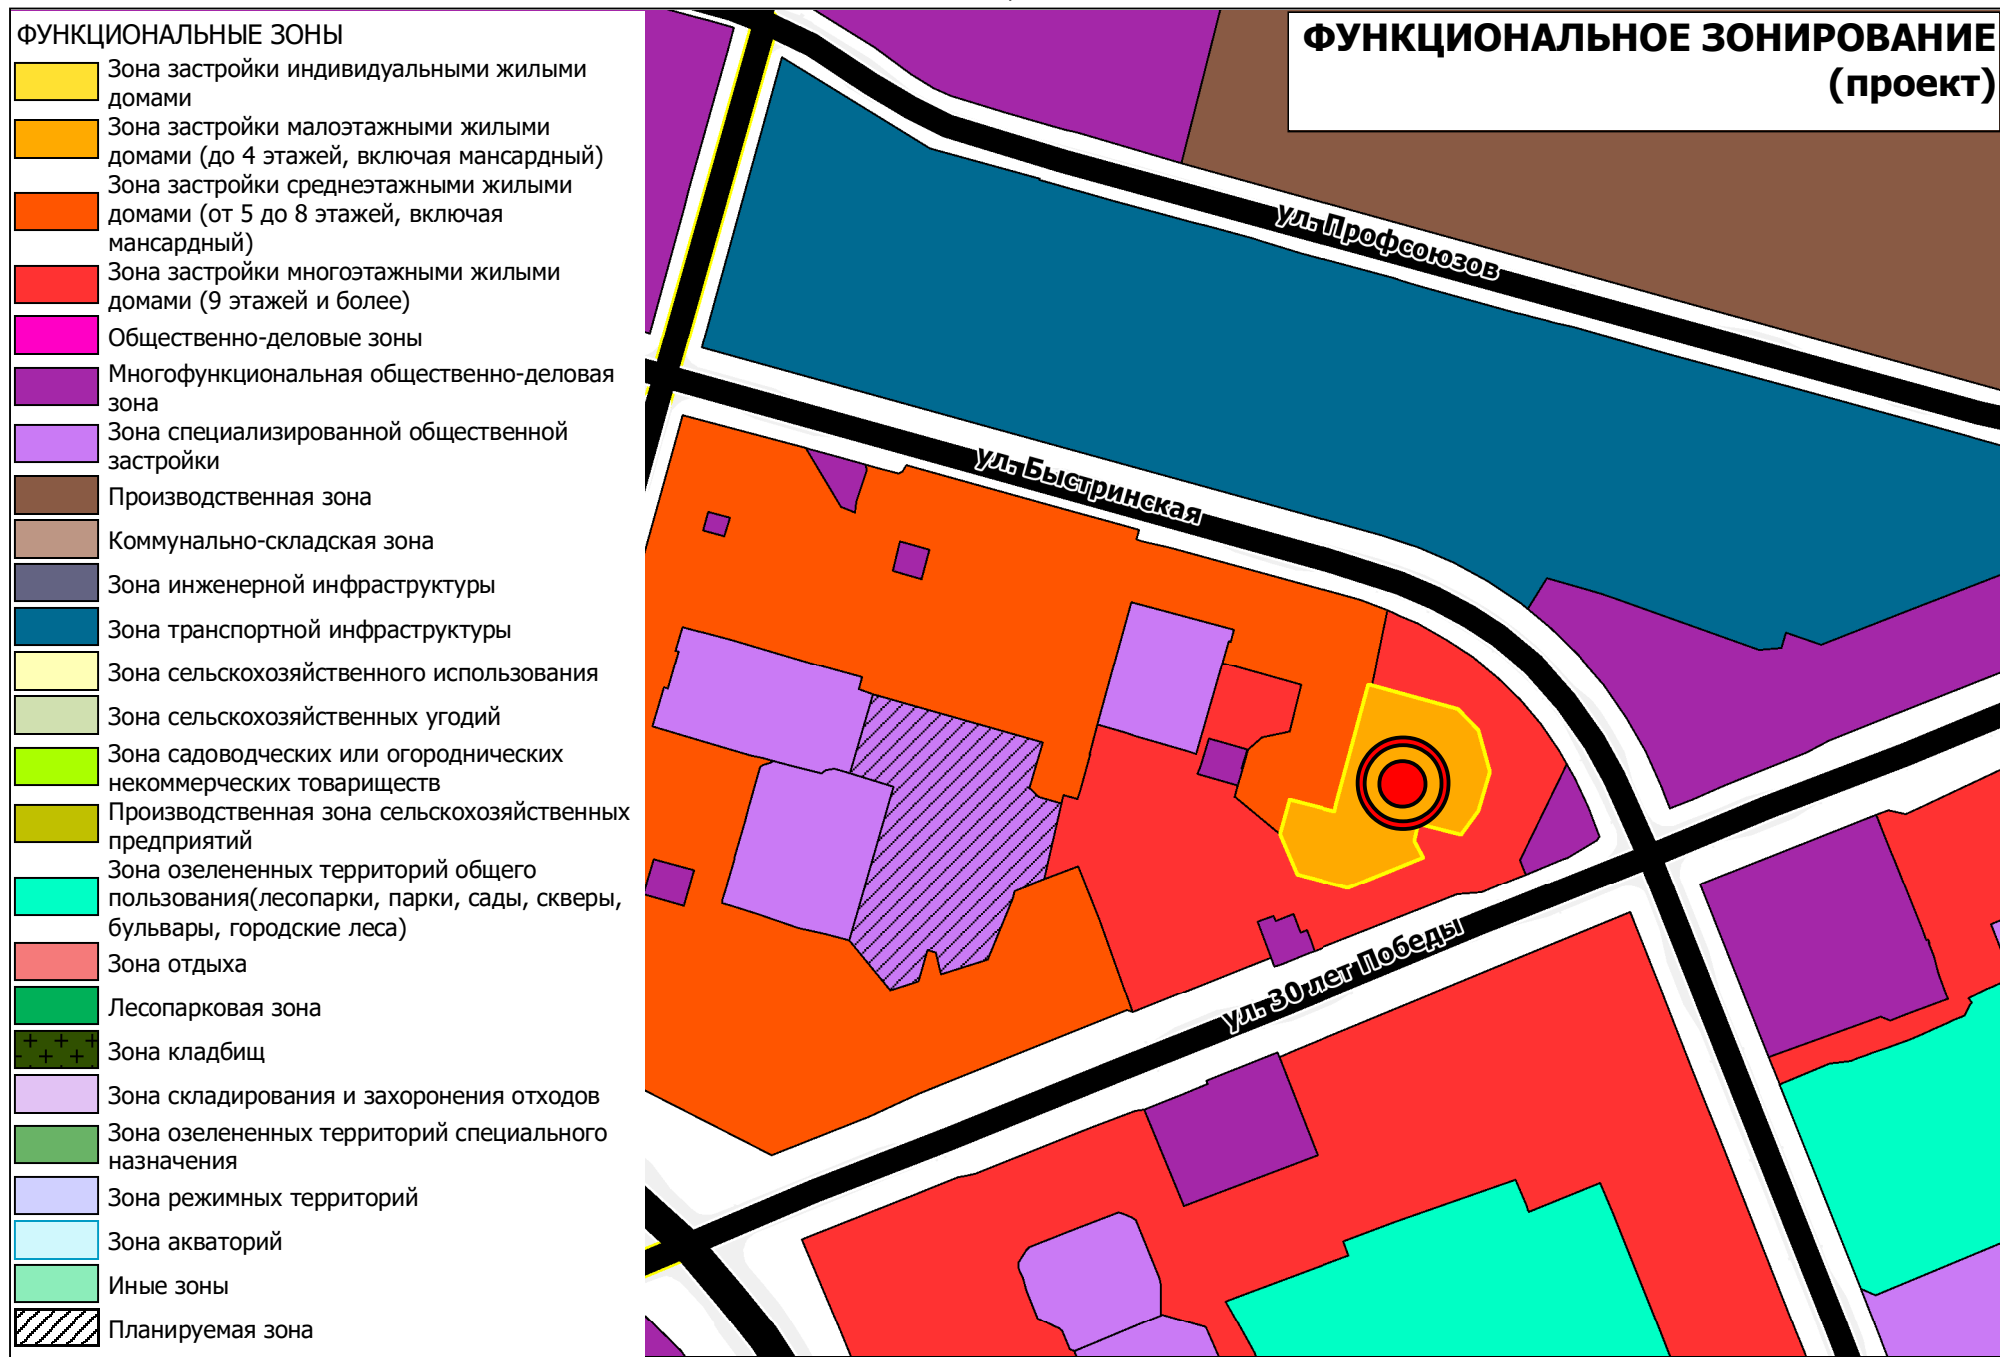 ФУНКЦИОНАЛЬНЫЕ ЗОНЫ
Зона застройки индивидуальными жилыми
домами
Зона застройки малоэтажными жилыми
домами (до 4 этажей, включая мансардный)
Зона застройки среднеэтажными жилыми
домами (от 5 до 8 этажей, включая
мансардный)
Зона застройки многоэтажными жилыми
домами (9 этажей и более)
Общественно-деловые зоны
Многофункциональная общественно-деловая
зона
Зона специализированной общественной
застройки
Производственная зона
Коммунально-складская зона
Зона инженерной инфраструктуры
Зона транспортной инфраструктуры
Зона сельскохозяйственного использования
Зона сельскохозяйственных угодий
Зона садоводческих или огороднических
некоммерческих товариществ
Производственная зона сельскохозяйственных
предприятий
Зона озелененных территорий общего
пользования(лесопарки, парки, сады, скверы,
бульвары, городские леса)
Зона отдыха
Лесопарковая зона
Зона кладбищ
Зона складирования и захоронения отходов
Зона озелененных территорий специального
назначения
Зона режимных территорий
Зона акваторий
Иные зоны
Планируемая зона
ФУНКЦИОНАЛЬНОЕ ЗОНИРОВАНИЕ
(проект)
ул. Профсоюзов
ул. Быстринская
ул. 30 лет Победы